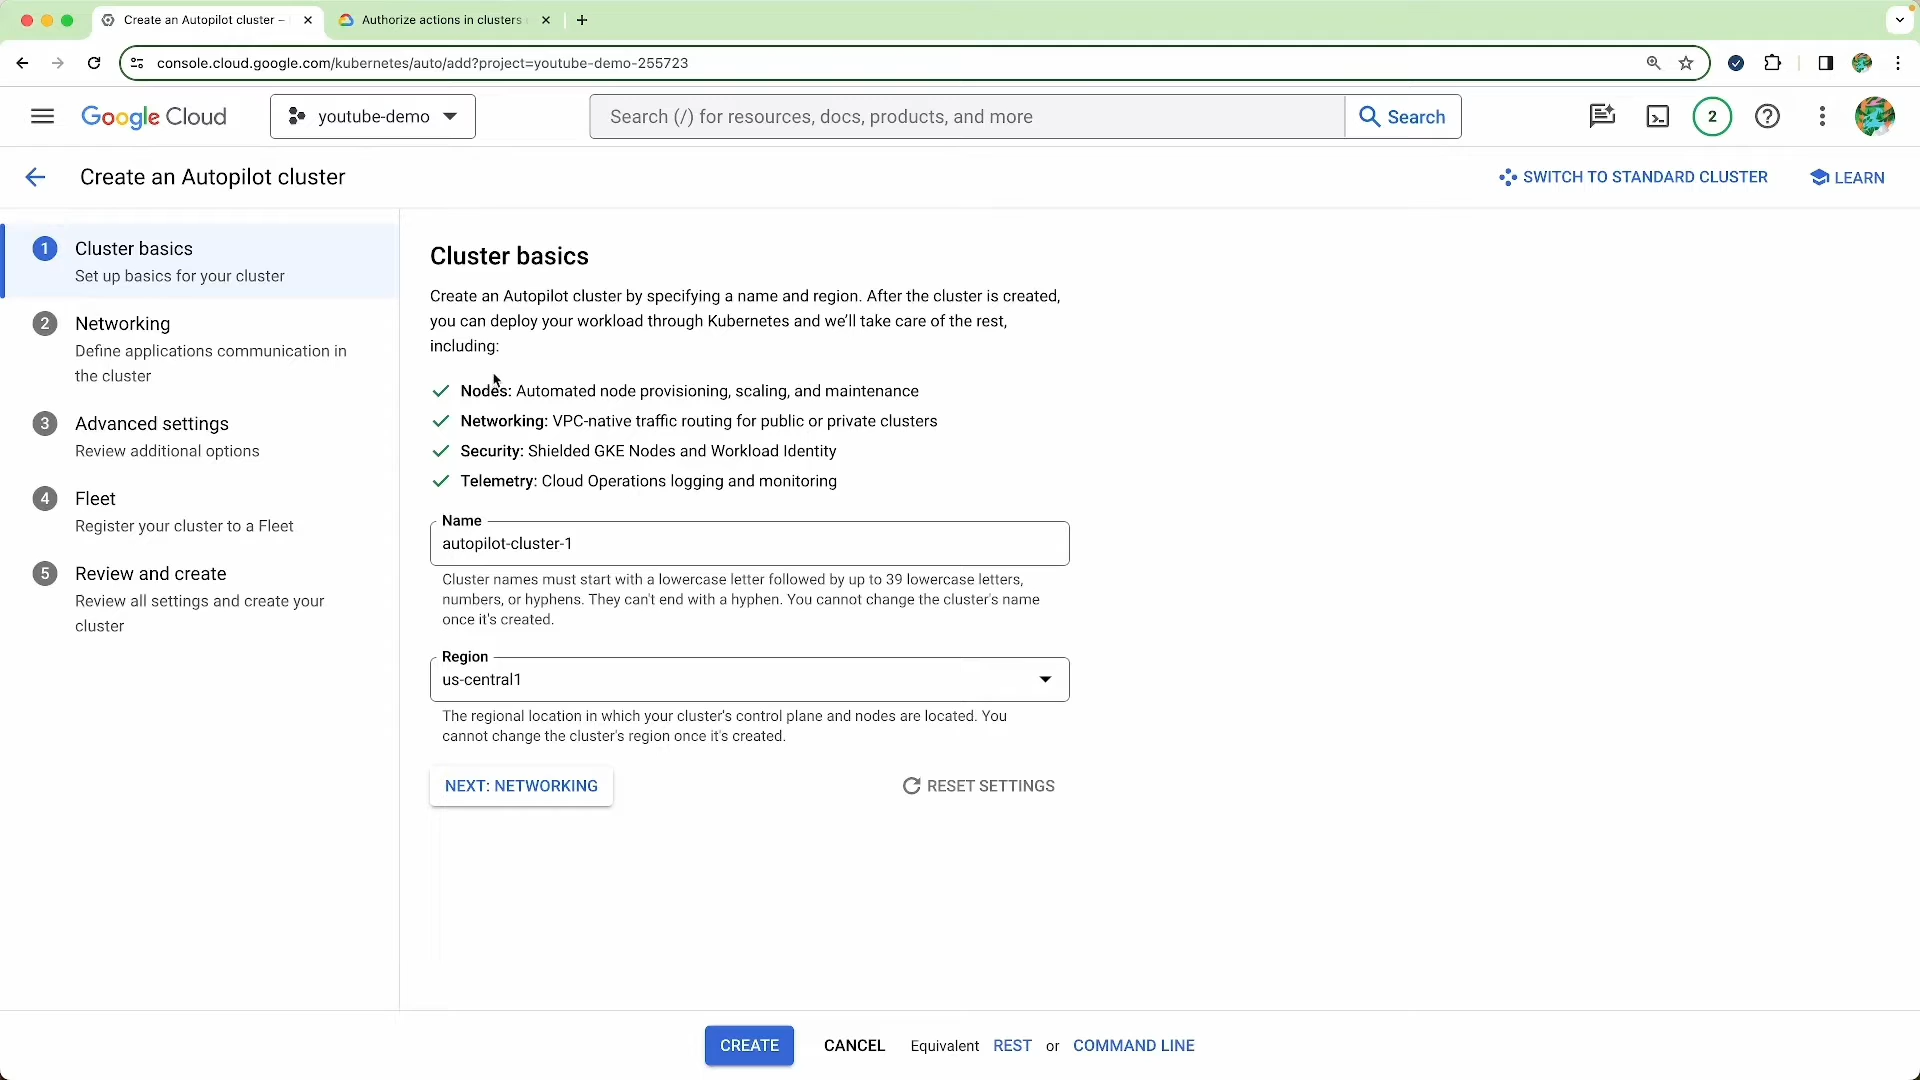 Create an Autopilot cluster –
Authorize actions in clusters
console.cloud.google.com/kubernetes/auto/add?project=youtube-demo-255723
Google Cloud
youtube-demo
Search (/) for resources, docs, products, and more
Search
2
Create an Autopilot cluster
SWITCH TO STANDARD CLUSTER
LEARN
1
Cluster basics
Set up basics for your cluster
2
Networking
Define applications communication in
the cluster
3
Advanced settings
Review additional options
4
Fleet
Register your cluster to a Fleet
5
Review and create
Review all settings and create your
cluster
Cluster basics
Create an Autopilot cluster by specifying a name and region. After the cluster is created,
you can deploy your workload through Kubernetes and we’ll take care of the rest,
including:
Nodes: Automated node provisioning, scaling, and maintenance
Networking: VPC-native traffic routing for public or private clusters
Security: Shielded GKE Nodes and Workload Identity
Telemetry: Cloud Operations logging and monitoring
Name
autopilot-cluster-1
Cluster names must start with a lowercase letter followed by up to 39 lowercase letters,
numbers, or hyphens. They can't end with a hyphen. You cannot change the cluster's name
once it's created.
Region
us-central1
The regional location in which your cluster's control plane and nodes are located. You
cannot change the cluster's region once it's created.
NEXT: NETWORKING
RESET SETTINGS
CREATE
CANCEL
Equivalent REST or COMMAND LINE